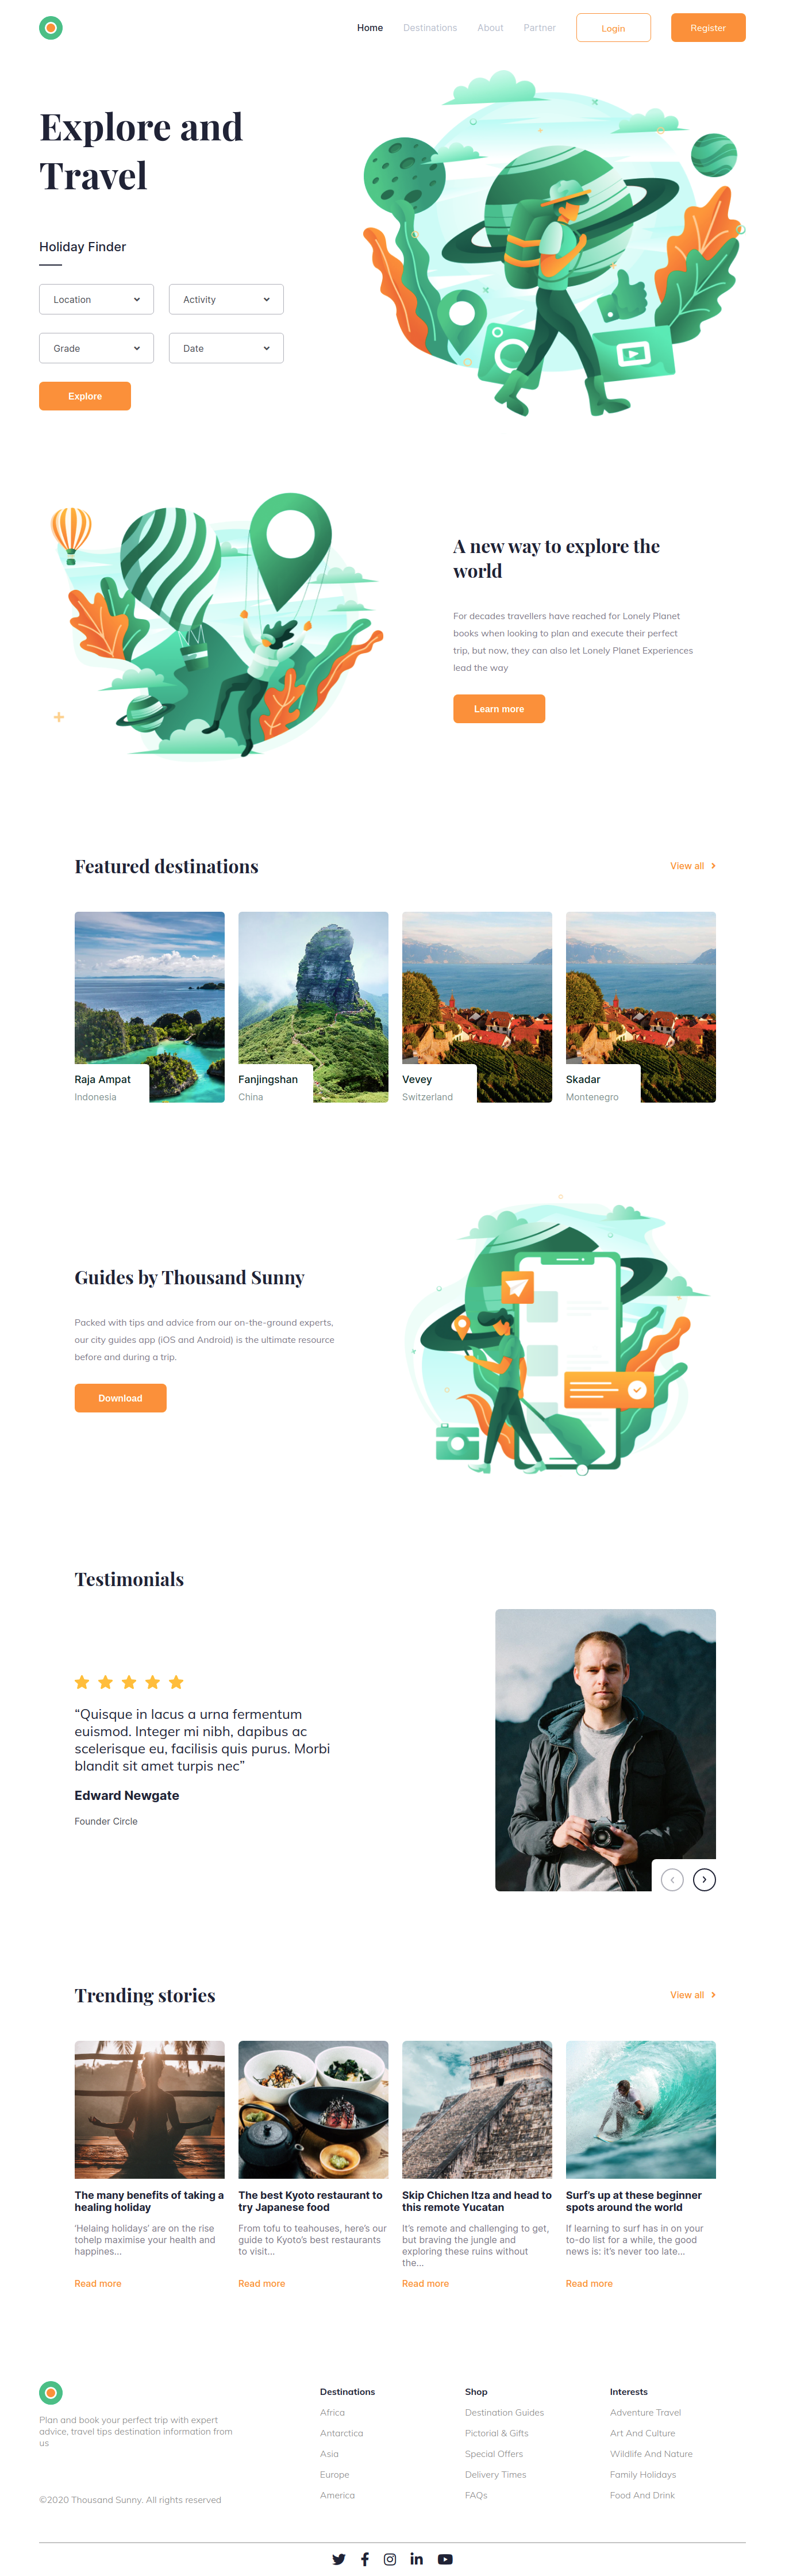 Home Destinations About Partner Login Register
Explore and
Travel
Holiday Finder
Location Activity
Grade Date
Explore
A new way to explore the
world
For decades travellers have reached for Lonely Planet
books when looking to plan and execute their perfect
trip, but now, they can also let Lonely Planet Experiences
lead the way
Learn more
Featured destinations
View all
Raja Ampat
Indonesia
Fanjingshan
China
Vevey
Switzerland
Skadar
Montenegro
Guides by Thousand Sunny
Packed with tips and advice from our on-the-ground experts,
our city guides app (iOS and Android) is the ultimate resource
before and during a trip.
Download
Testimonials
“Quisque in lacus a urna fermentum
euismod. Integer mi nibh, dapibus ac
scelerisque eu, facilisis quis purus. Morbi
blandit sit amet turpis nec”
Edward Newgate
Founder Circle
Trending stories
View all
The many benefits of taking a
healing holiday
‘Helaing holidays’ are on the rise
tohelp maximise your health and
happines...
Read more
The best Kyoto restaurant to
try Japanese food
From tofu to teahouses, here’s our
guide to Kyoto’s best restaurants
to visit...
Read more
Skip Chichen Itza and head to
this remote Yucatan
It’s remote and challenging to get,
but braving the jungle and
exploring these ruins without
the...
Read more
Surf’s up at these beginner
spots around the world
If learning to surf has in on your
to-do list for a while, the good
news is: it’s never too late...
Read more
Plan and book your perfect trip with expert
advice, travel tips destination information from
us
©2020 Thousand Sunny. All rights reserved
Destinations
Africa
Antarctica
Asia
Europe
America
Shop
Destination Guides
Pictorial & Gifts
Special Offers
Delivery Times
FAQs
Interests
Adventure Travel
Art And Culture
Wildlife And Nature
Family Holidays
Food And Drink